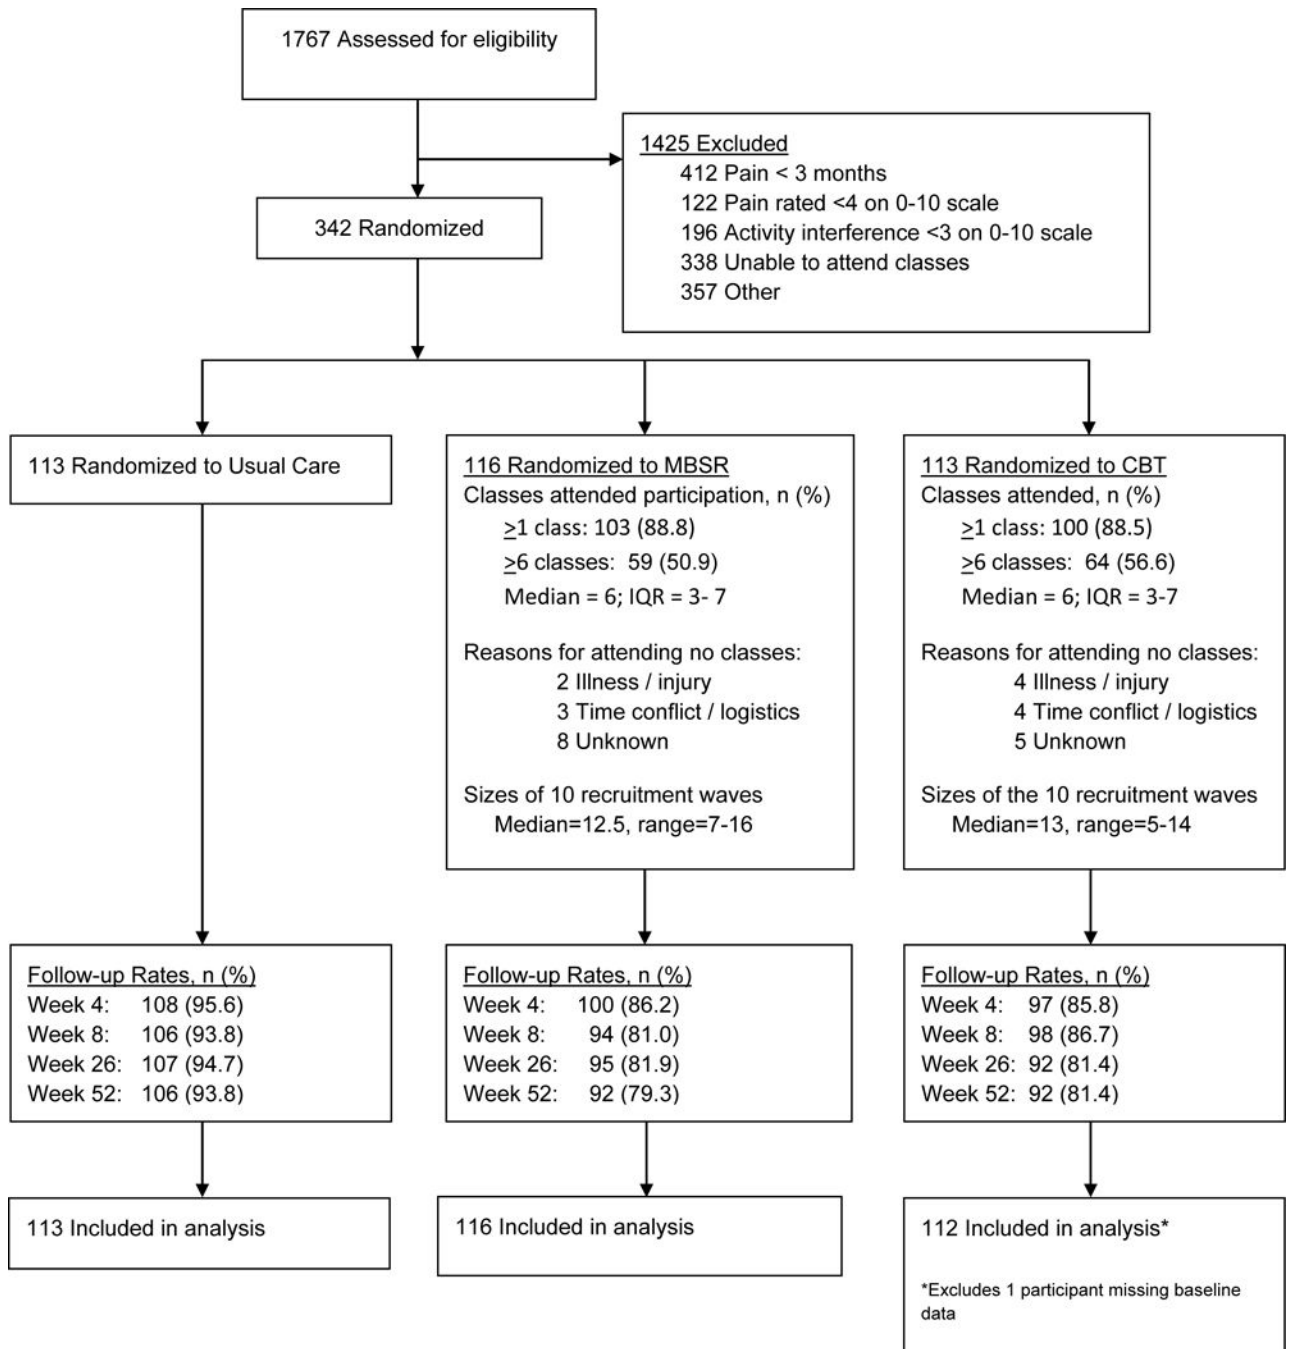 1767 Assessed for eligibility
1425 Excluded
412 Pain < 3 months
122 Pain rated <4 on 0-10 scale
196 Activity interference <3 on 0-10 scale
338 Unable to attend classes
357 Other
342 Randomized
113 Randomized to Usual Care
116 Randomized to MBSR
Classes attended participation, n (%)
≥1 class: 103 (88.8)
≥6 classes: 59 (50.9)
Median = 6; IQR = 3- 7
Reasons for attending no classes:
2 Illness / injury
3 Time conflict / logistics
8 Unknown
Sizes of 10 recruitment waves
Median=12.5, range=7-16
113 Randomized to CBT
Classes attended, n (%)
≥1 class: 100 (88.5)
≥6 classes: 64 (56.6)
Median = 6; IQR = 3-7
Reasons for attending no classes:
4 Illness / injury
4 Time conflict / logistics
5 Unknown
Sizes of the 10 recruitment waves
Median=13, range=5-14
Follow-up Rates, n (%)
Week 4: 108 (95.6)
Week 8: 106 (93.8)
Week 26: 107 (94.7)
Week 52: 106 (93.8)
Follow-up Rates, n (%)
Week 4: 100 (86.2)
Week 8: 94 (81.0)
Week 26: 95 (81.9)
Week 52: 92 (79.3)
Follow-up Rates, n (%)
Week 4: 97 (85.8)
Week 8: 98 (86.7)
Week 26: 92 (81.4)
Week 52: 92 (81.4)
113 Included in analysis
116 Included in analysis
112 Included in analysis*
*Excludes 1 participant missing baseline
data